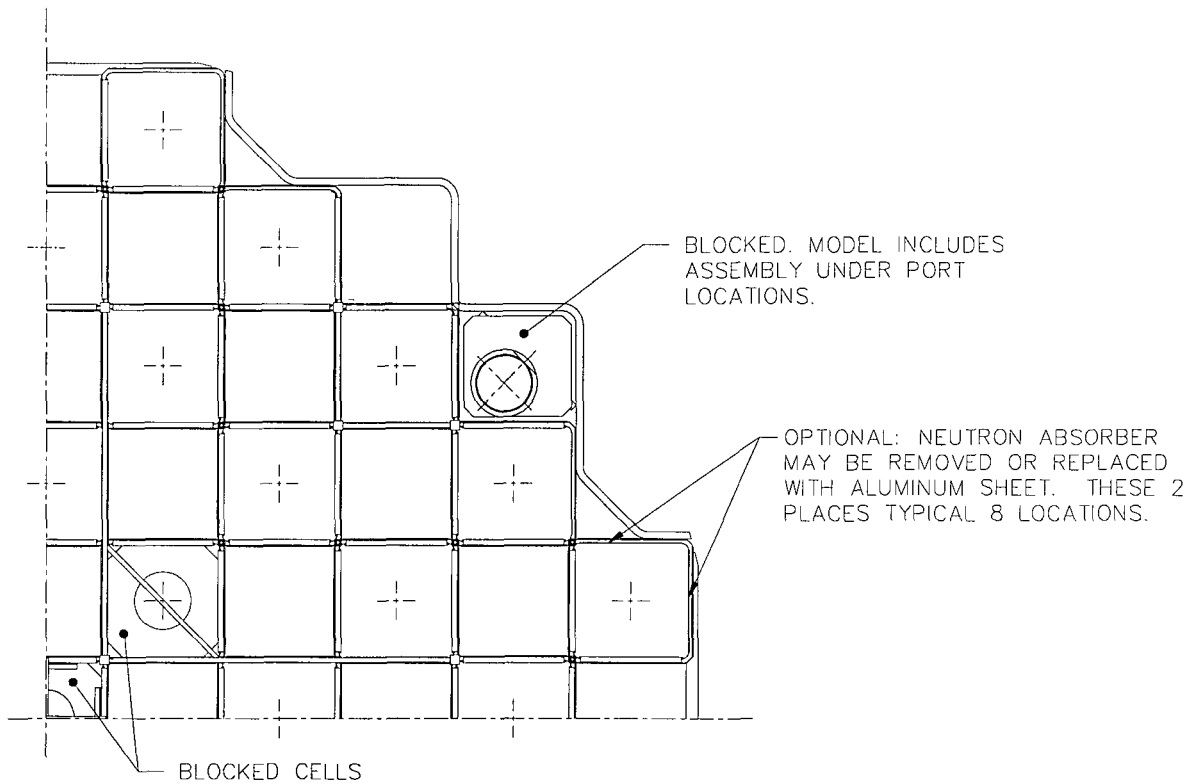 BLOCKED. MODEL INCLUDES
ASSEMBLY UNDER PORT
LOCATIONS.
OPTIONAL: NEUTRON ABSORBER
MAY BE REMOVED OR REPLACED
WITH ALUMINUM SHEET. THESE 2
PLACES TYPICAL 8 LOCATIONS.
BLOCKED CELLS